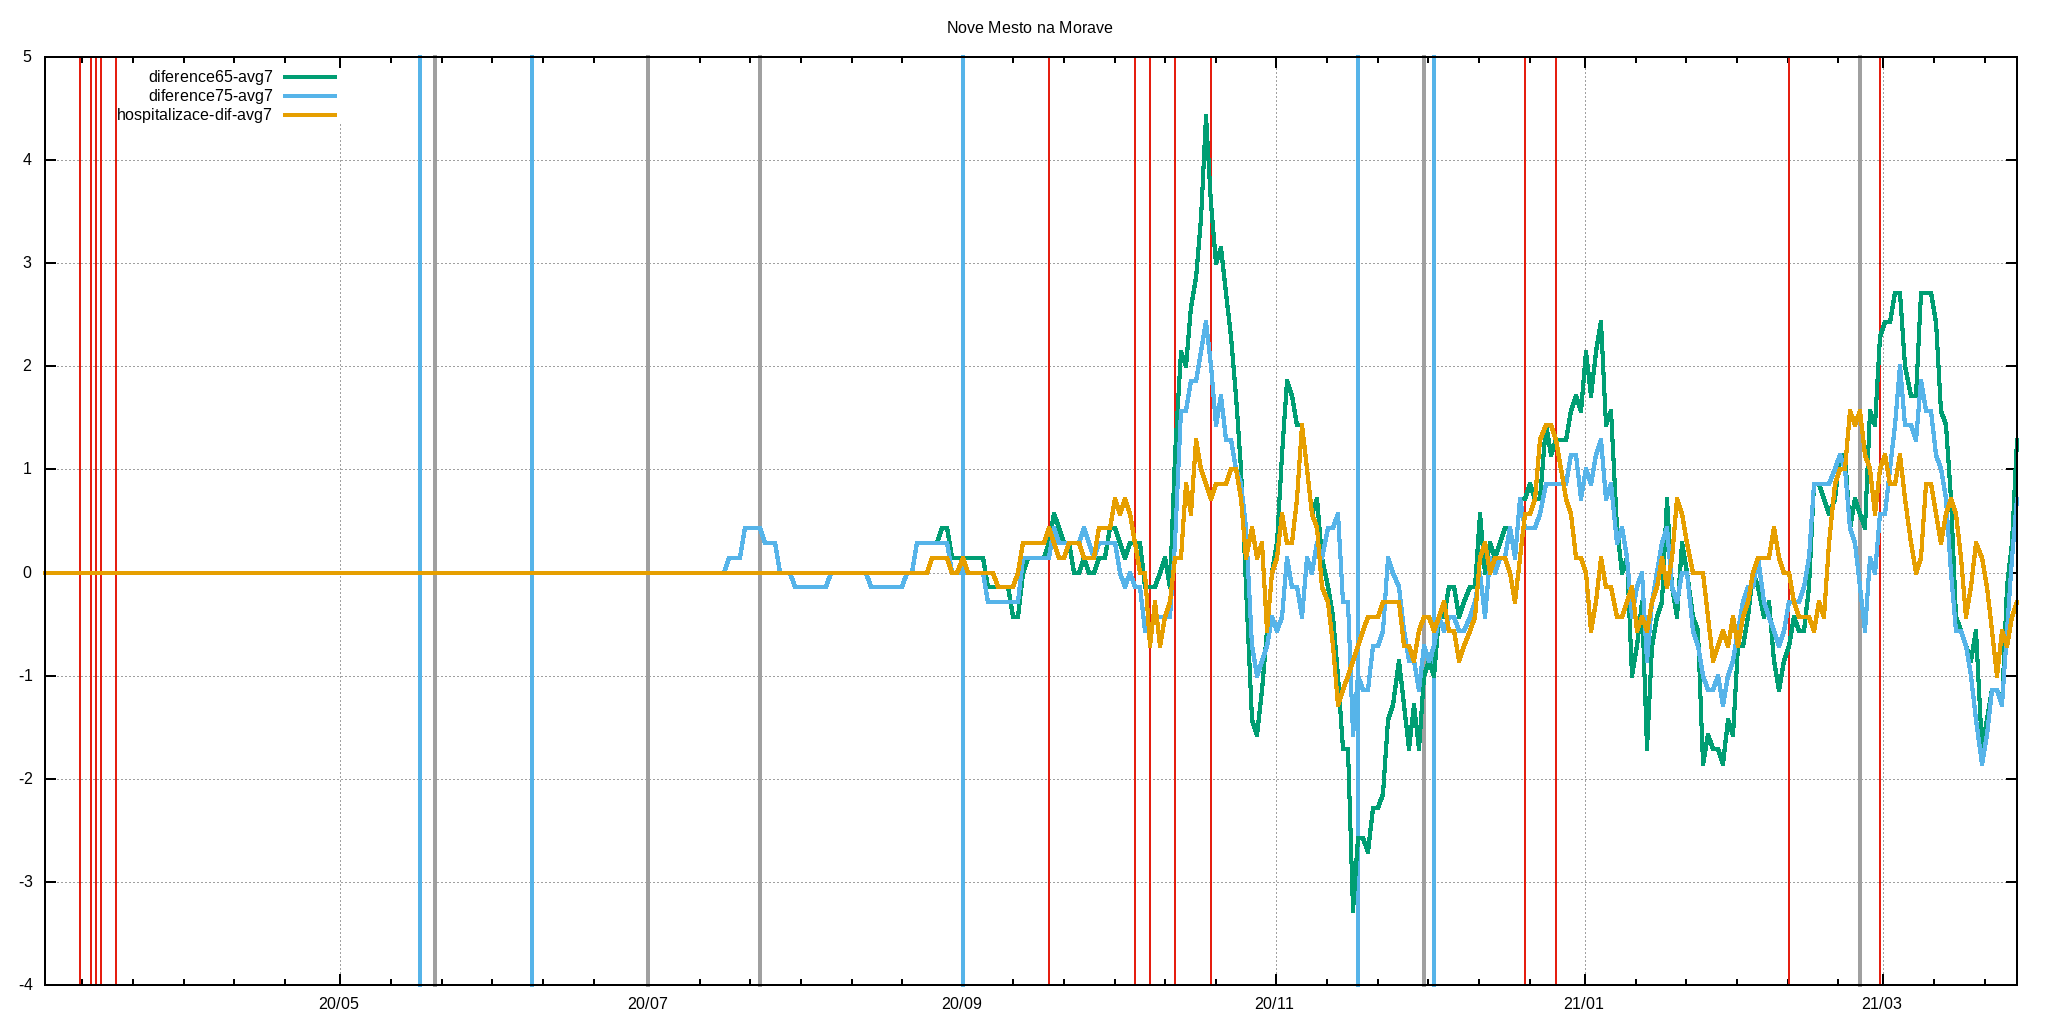 Nove Mesto na Morave
5
diference65-avg7
diference75-avg7
hospitalizace-dif-avg7
4
3
2
1
0
-1
-2
-3
-4
20/05 20/07 20/09 20/11 21/01 21/03